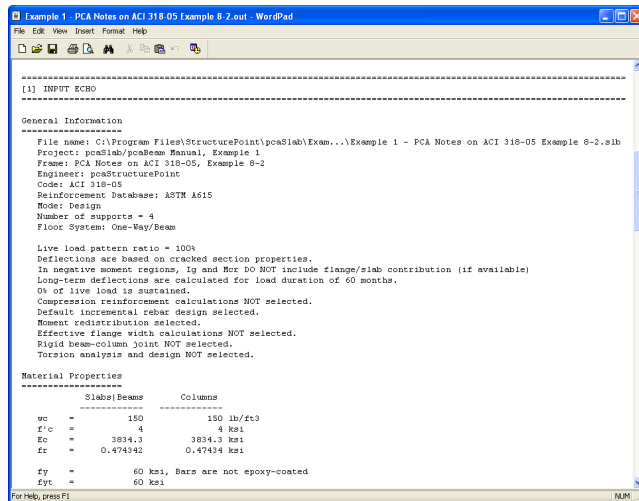 Example 1 - PCA Notes on ACI 318-05 Example 8-2.out - WordPad
File Edit View Insert Format Help
==========================================================================================
[1] INPUT ECHO
==========================================================================================
General Information
===================
File name: C:\Program Files\StructurePoint\pcaSlab\Exam...\Example 1 - PCA Notes on ACI 318-05 Example 8-2.slb
Project: pcaSlab/pcaBeam Manual, Example 1
Frame: PCA Notes on ACI 318-05, Example 8-2
Engineer: pcaStructurePoint
Code: ACI 318-05
Reinforcement Database: ASTM A615
Mode: Design
Number of supports = 4
Floor System: One-Way/Beam
Live load pattern ratio = 100%
Deflections are based on cracked section properties.
In negative moment regions, Ig and Mcr DO NOT include flange/slab contribution (if available)
Long-term deflections are calculated for load duration of 60 months.
0% of live load is sustained.
Compression reinforcement calculations NOT selected.
Default incremental rebar design selected.
Moment redistribution selected.
Effective flange width calculations NOT selected.
Rigid beam-column joint NOT selected.
Torsion analysis and design NOT selected.
Material Properties
===================
Slabs|Beams Columns
------------ ------------
wc = 150 150 lb/ft3
f'c = 4 4 ksi
Ec = 3834.3 3834.3 ksi
fr = 0.474342 0.474342 ksi
fy = 60 ksi, Bars are not epoxy-coated
fyt = 60 ksi
For Help, press F1 NUM